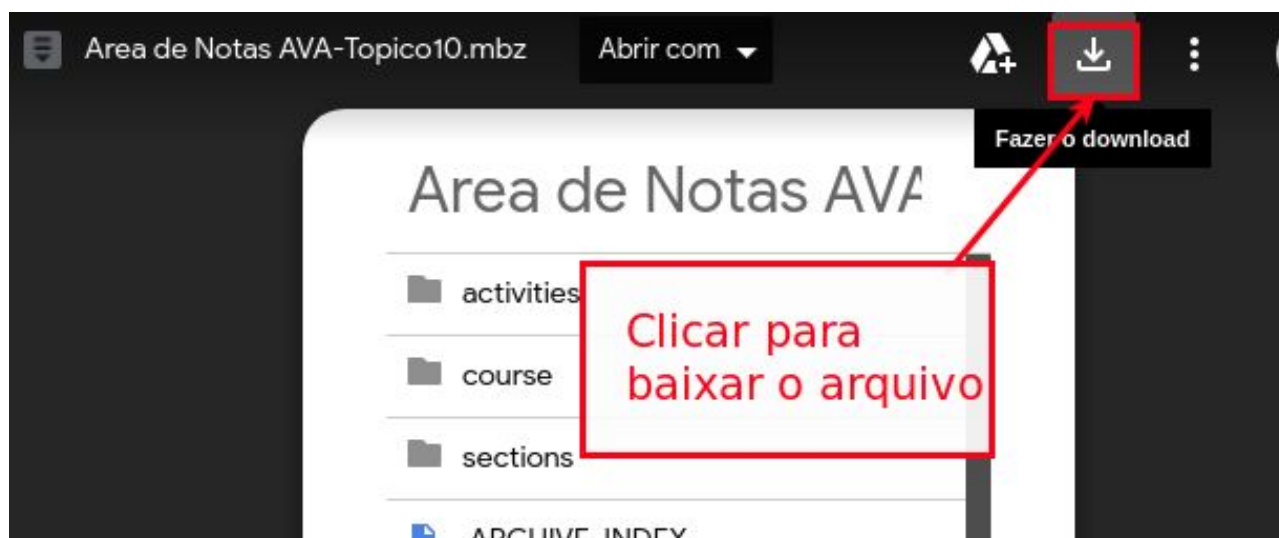 Area de Notas AVA-Topico10.mbz
Abrir com
Fazer o download
Area de Notas AVA
activities
Clicar para
baixar o arquivo
course
sections
ARCHIVE_INDEX